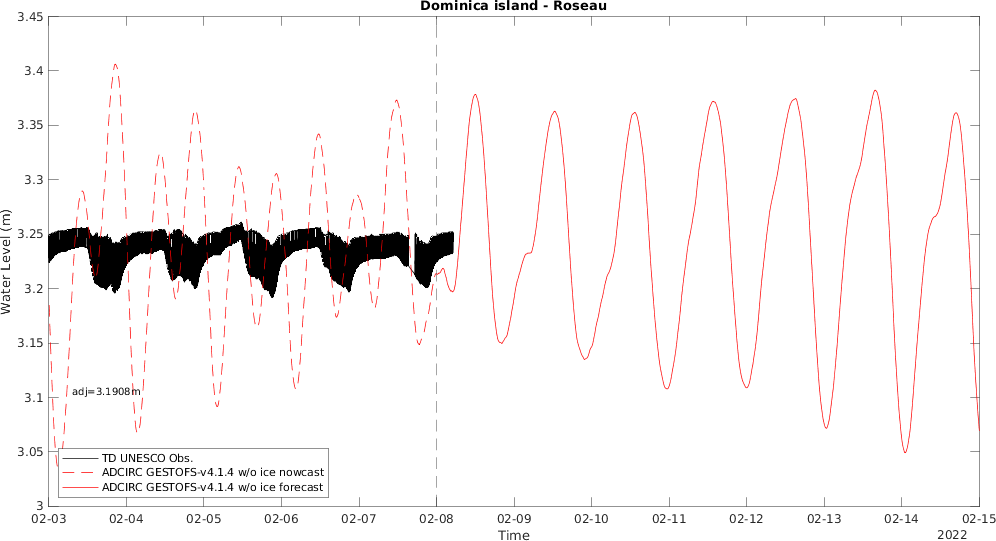 Dominica island - Roseau
3.45
3.4
3.35
3.3
3.25
3.2
3.15
3.1
3.05
3
Water Level (m)
adj=3.1908m
TD UNESCO Obs.
ADCIRC GESTOFS-v4.1.4 w/o ice nowcast
ADCIRC GESTOFS-v4.1.4 w/o ice forecast
02-03 02-04 02-05 02-06 02-07 02-08 02-09 02-10 02-11 02-12 02-13 02-14 02-15
Time
2022